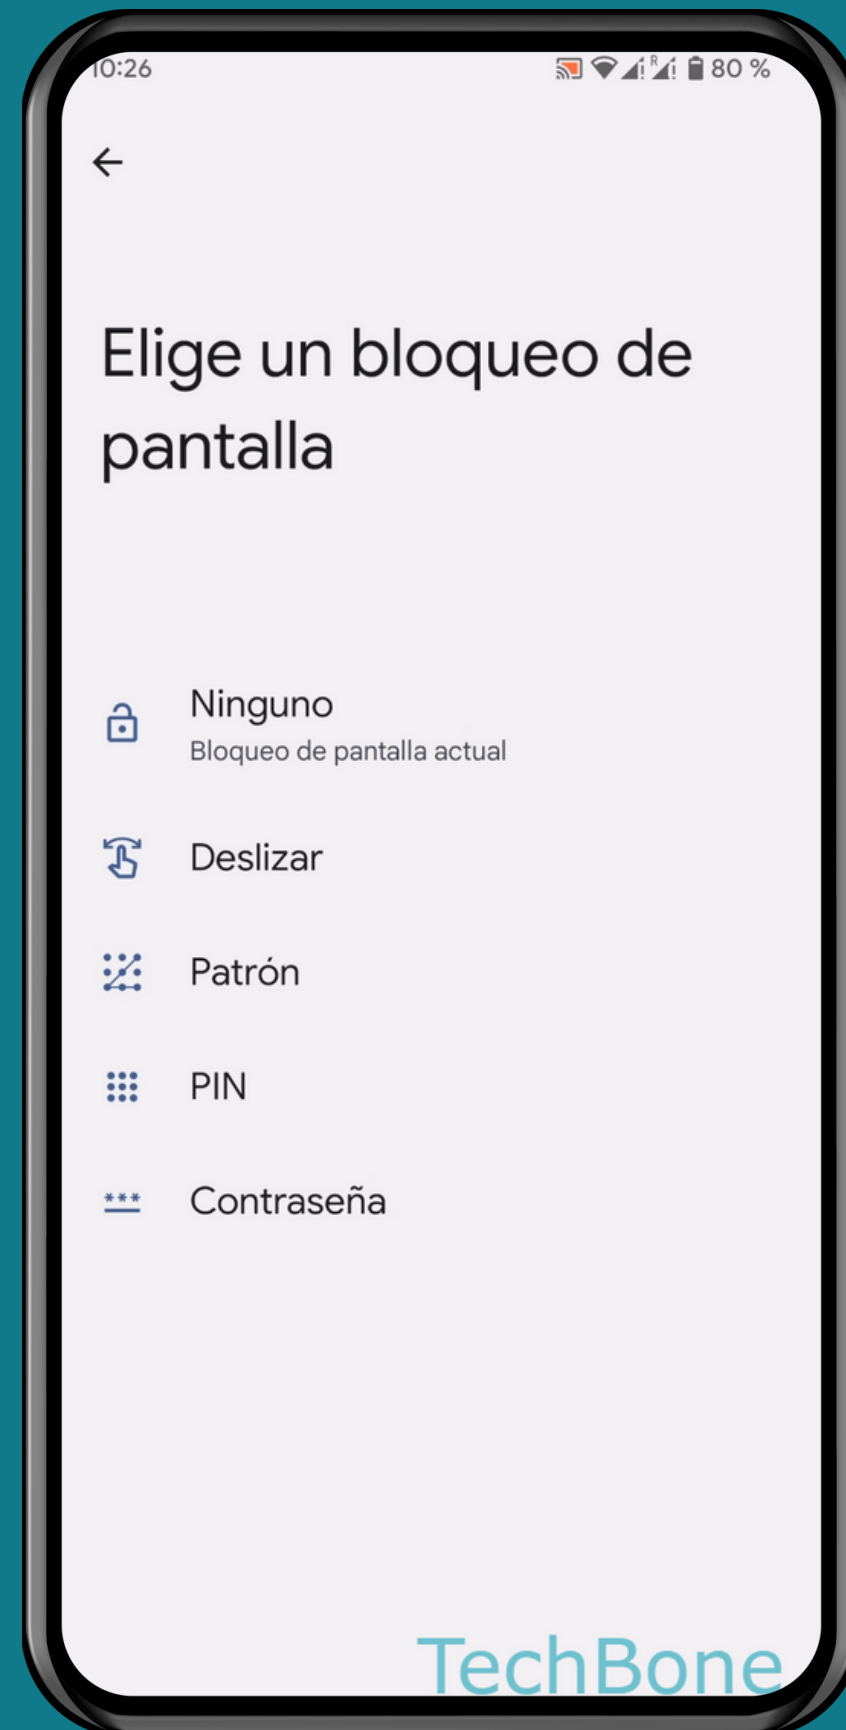 10:26
R
80 %
Elige un bloqueo de
pantalla
Ninguno
Bloqueo de pantalla actual
Deslizar
Patrón
PIN
Contraseña
TechBone